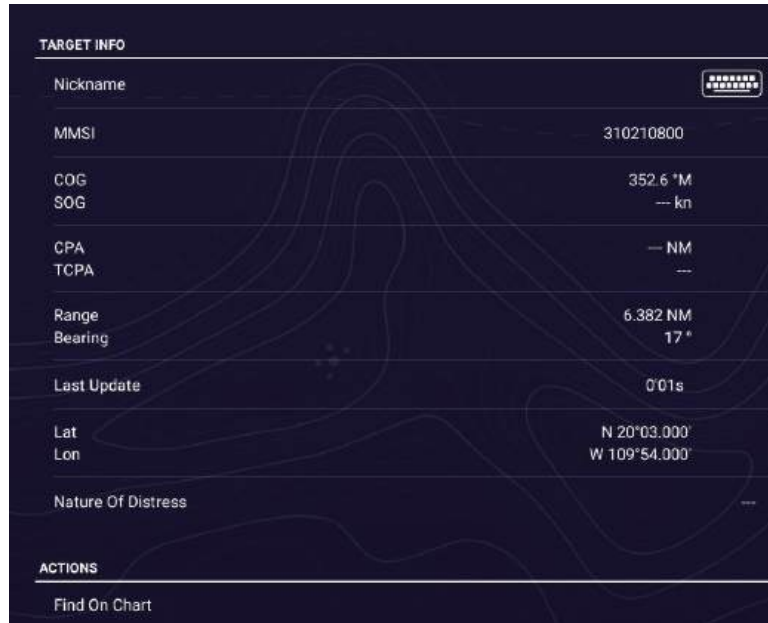 TARGET INFO
Nickname
MMSI 310210800
COG 352.6 °M
SOG --- kn
CPA --- NM
TCPA ---
Range 6.382 NM
Bearing 17 °
Last Update 0'01s
Lat N 20°03.000'
Lon W 109°54.000'
Nature Of Distress ---
ACTIONS
Find On Chart